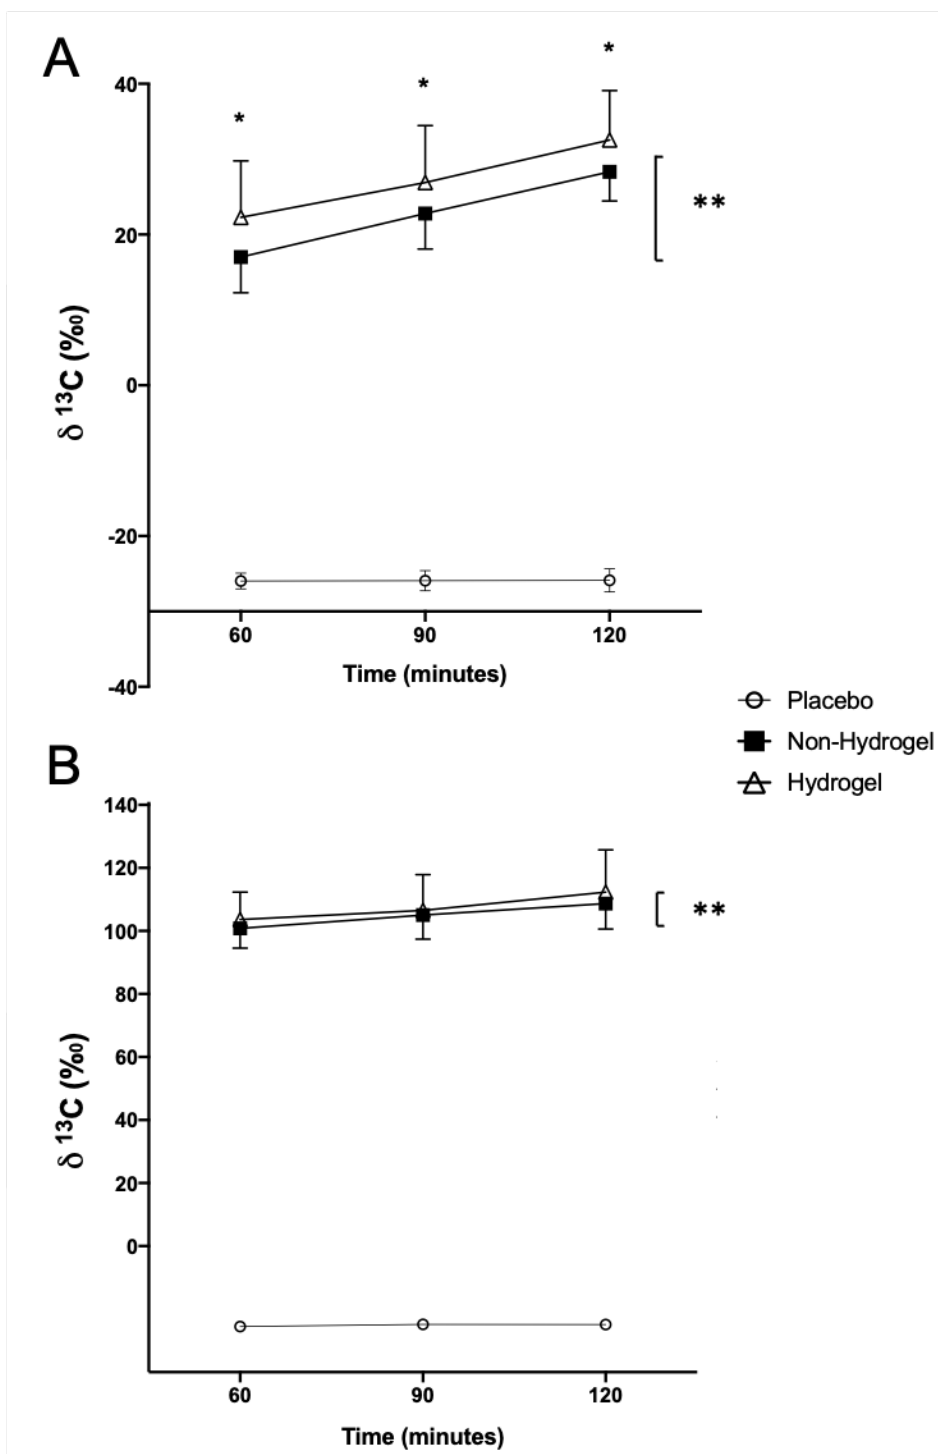 A
*
*
*
40
20
0
-20
-40
**
δ ¹³C (‰)
60
90
120
Time (minutes)
Placebo
Non-Hydrogel
Hydrogel
B
140
120
100
80
60
40
20
0
**
δ ¹³C (‰)
60
90
120
Time (minutes)